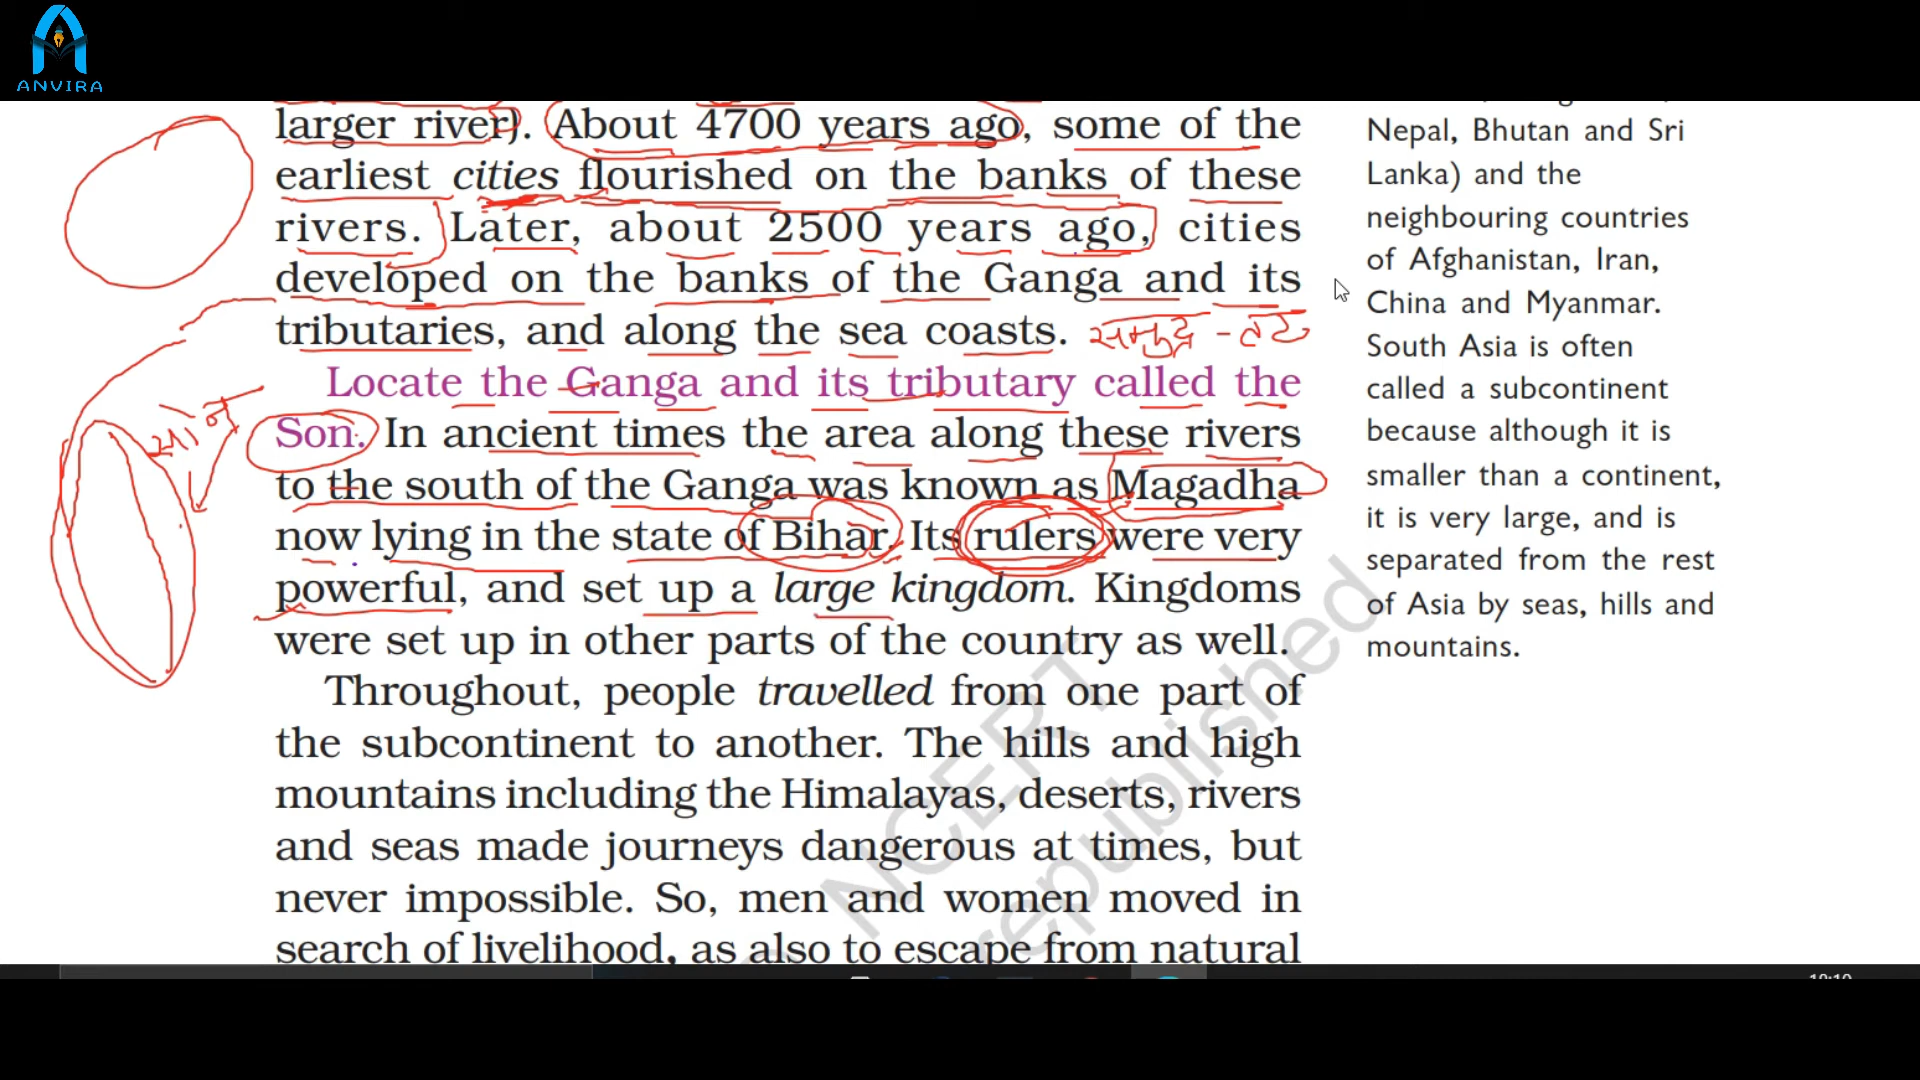 ANVIRA
larger river). About 4700 years ago, some of the
earliest cities flourished on the banks of these
rivers. Later, about 2500 years ago, cities
developed on the banks of the Ganga and its
tributaries, and along the sea coasts. समुद्र - तट
Locate the Ganga and its tributary called the
Son. In ancient times the area along these rivers
to the south of the Ganga was known as Magadha
now lying in the state of Bihar. Its rulers were very
powerful, and set up a large kingdom. Kingdoms
were set up in other parts of the country as well.
Throughout, people travelled from one part of
the subcontinent to another. The hills and high
mountains including the Himalayas, deserts, rivers
and seas made journeys dangerous at times, but
never impossible. So, men and women moved in
search of livelihood, as also to escape from natural
सोन
Nepal, Bhutan and Sri
Lanka) and the
neighbouring countries
of Afghanistan, Iran,
China and Myanmar.
South Asia is often
called a subcontinent
because although it is
smaller than a continent,
it is very large, and is
separated from the rest
of Asia by seas, hills and
mountains.
NCERT
republished